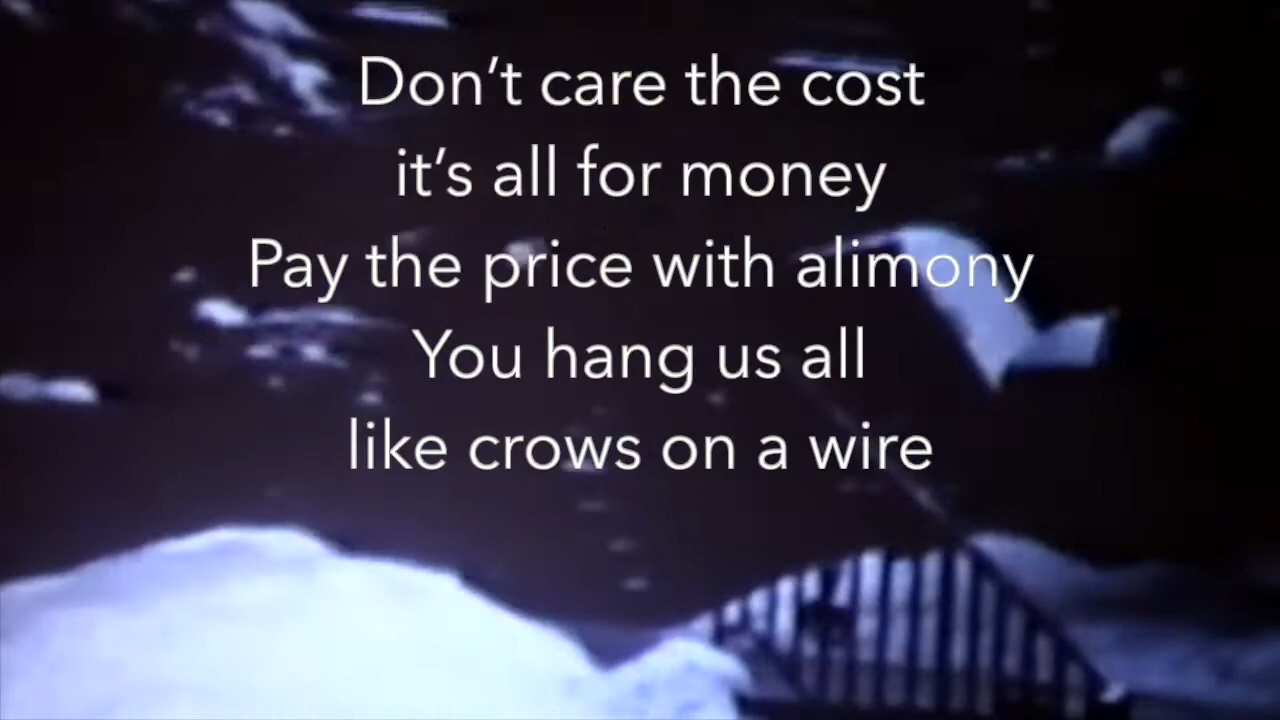 Don’t care the cost
it’s all for money
Pay the price with alimony
You hang us all
like crows on a wire